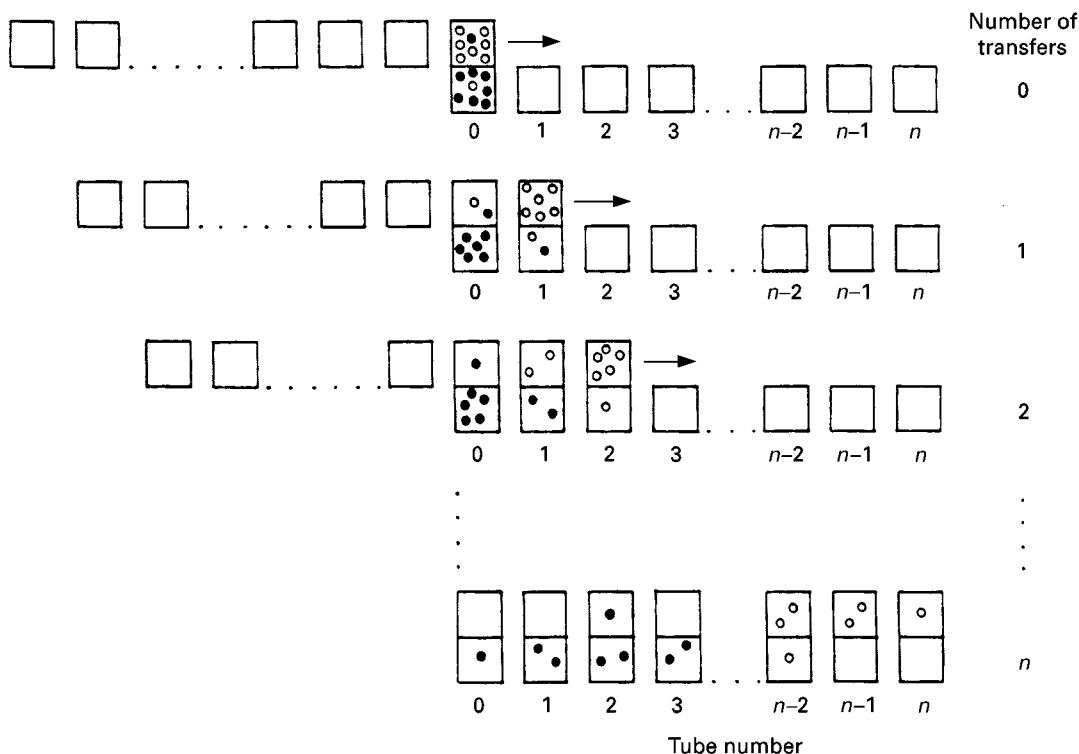 Number of
transfers
0
0 1 2 3 n–2 n–1 n
1
0 1 2 3 n–2 n–1 n
2
0 1 2 3 n–2 n–1 n
n
0 1 2 3 n–2 n–1 n
Tube number